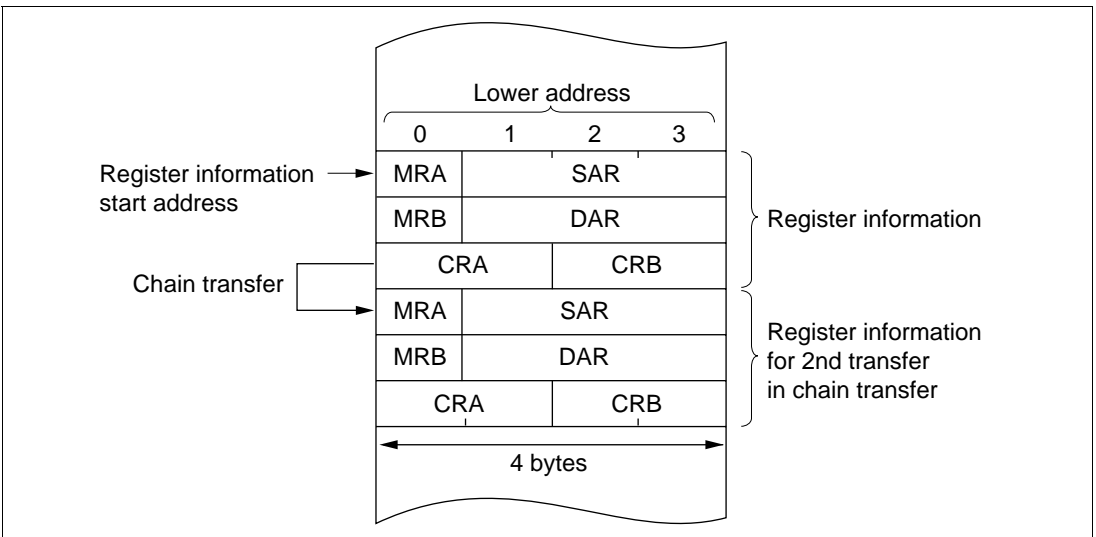 Lower address
0 1 2 3
Register information
start address
MRA SAR
MRB DAR
Register information
CRA CRB
Chain transfer
MRA SAR
MRB DAR
Register information
for 2nd transfer
in chain transfer
CRA CRB
4 bytes